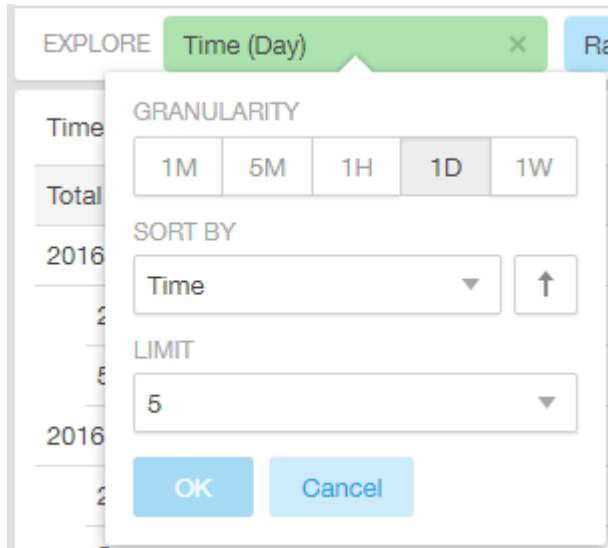 EXPLORE Time (Day) × Ra
Time
GRANULARITY
1M 5M 1H 1D 1W
Total
SORT BY
2016
Time ↑
2
LIMIT
5
5
2016
OK Cancel
2